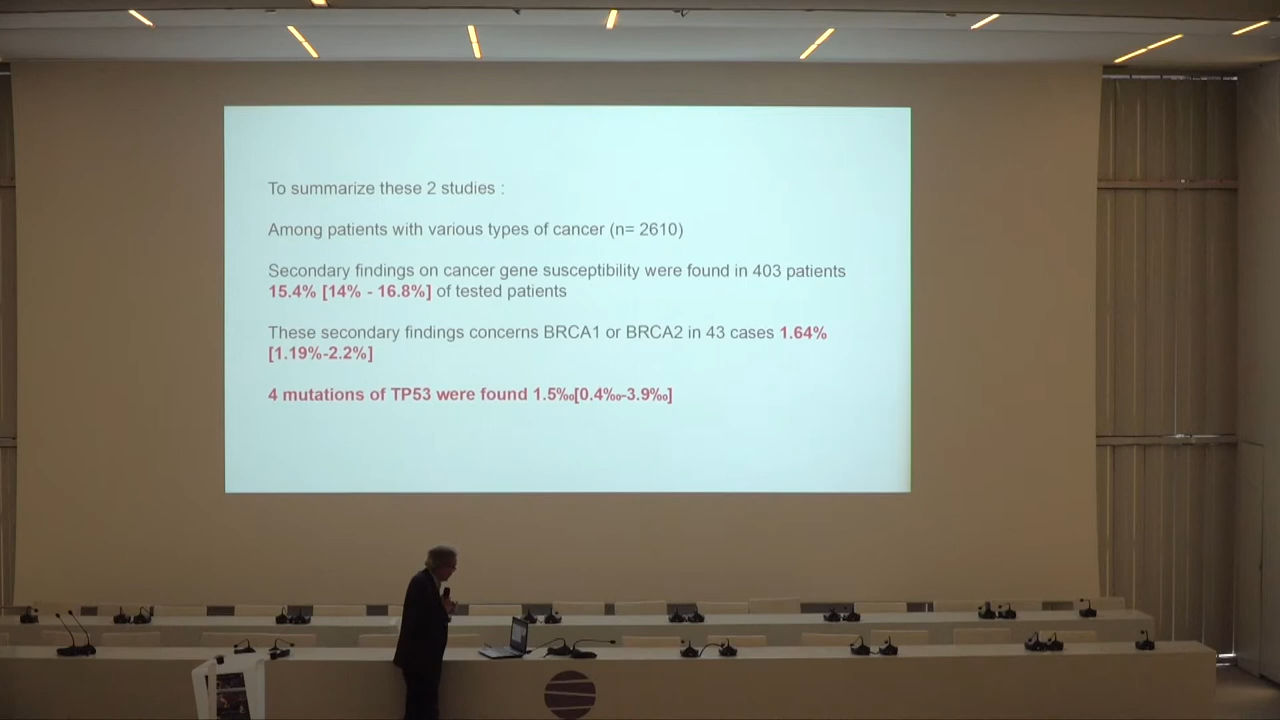 To summarize these 2 studies :
Among patients with various types of cancer (n= 2610)
Secondary findings on cancer gene susceptibility were found in 403 patients
15.4% [14% - 16.8%] of tested patients
These secondary findings concerns BRCA1 or BRCA2 in 43 cases 1.64%
[1.19%-2.2%]
4 mutations of TP53 were found 1.5‰[0.4‰-3.9‰]